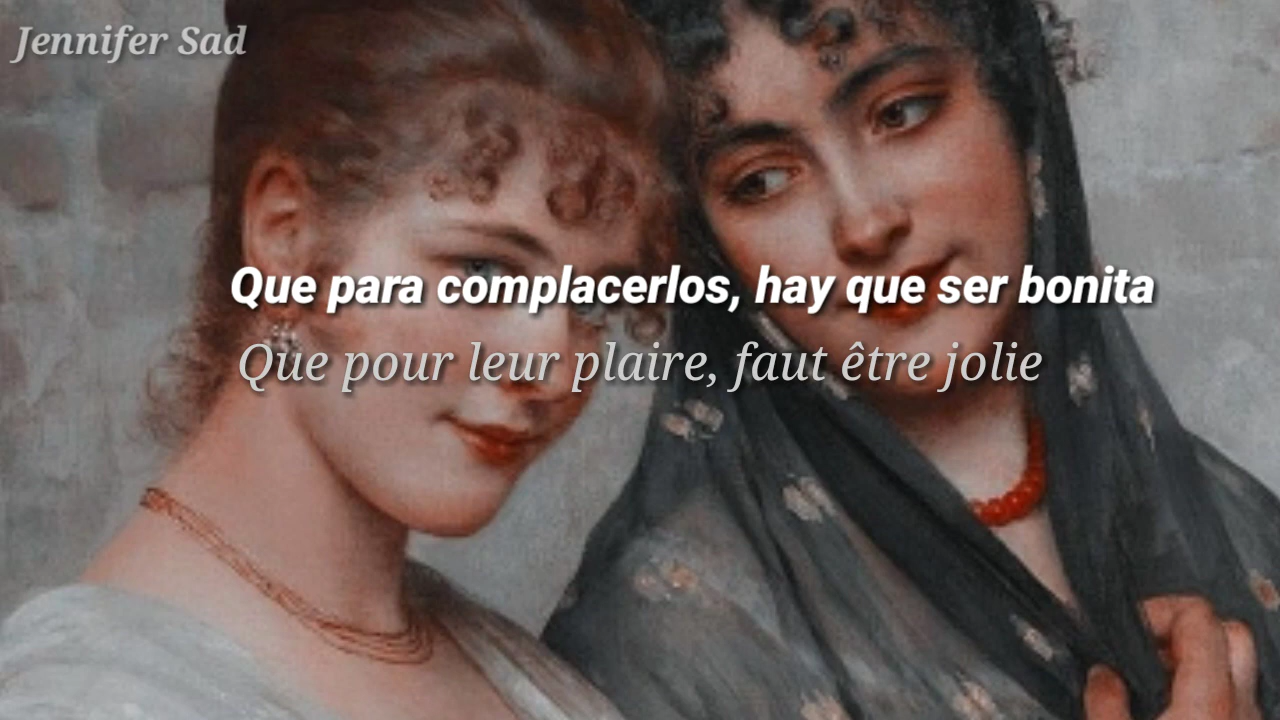 Jennifer Sad
Que para complacerlos, hay que ser bonita
Que pour leur plaire, faut être jolie